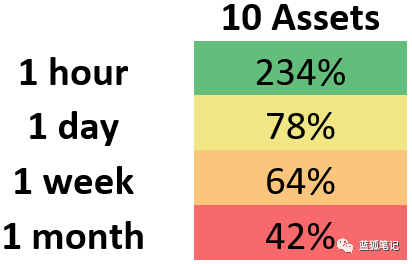 10 Assets
1 hour 234%
1 day 78%
1 week 64%
1 month 42%
蓝狐笔记